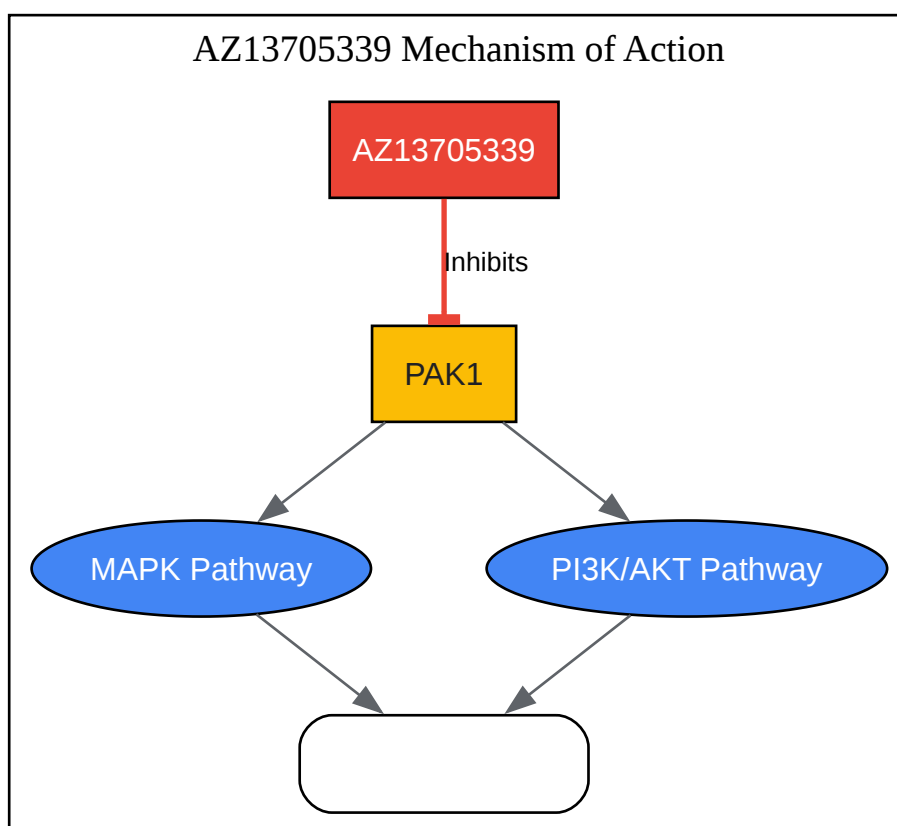 AZ13705339 Mechanism of Action
AZ13705339
Inhibits
PAK1
MAPK Pathway
PI3K/AKT Pathway